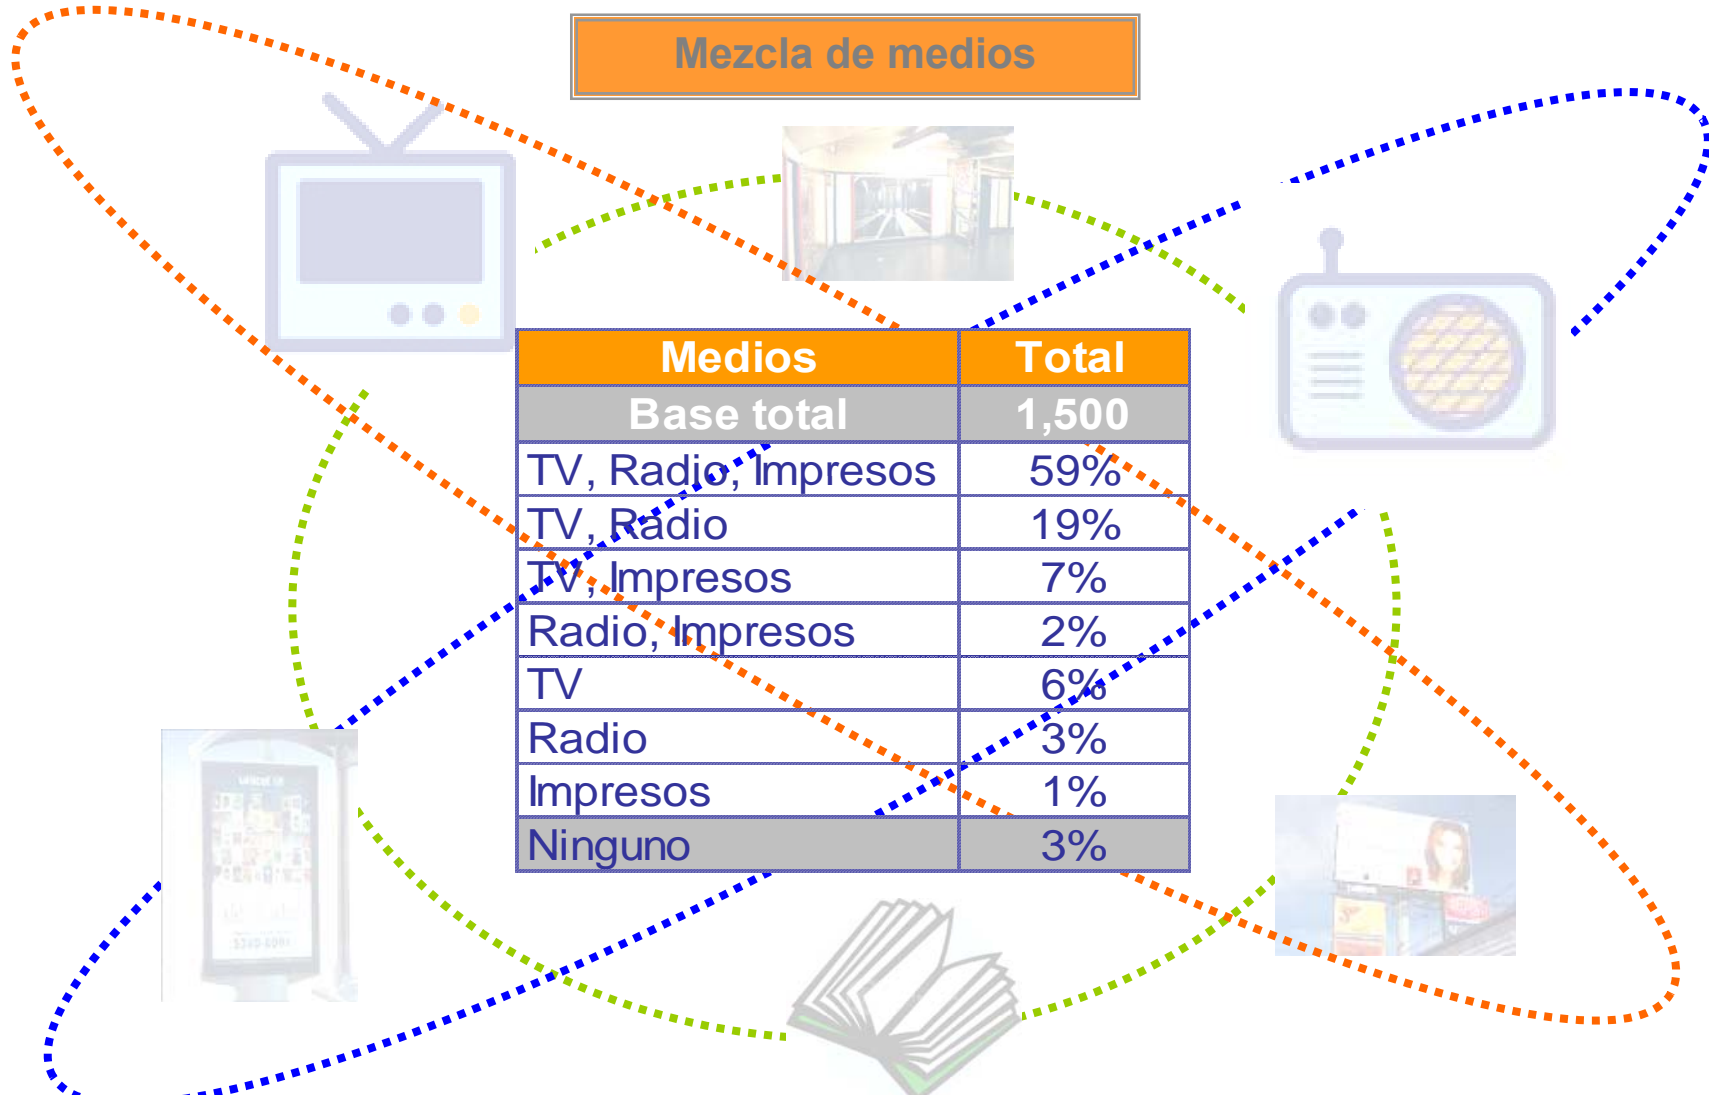 Mezcla de medios
Medios Total
Base total 1,500
TV, Radio, Impresos 59%
TV, Radio 19%
TV, Impresos 7%
Radio, Impresos 2%
TV 6%
Radio 3%
Impresos 1%
Ninguno 3%